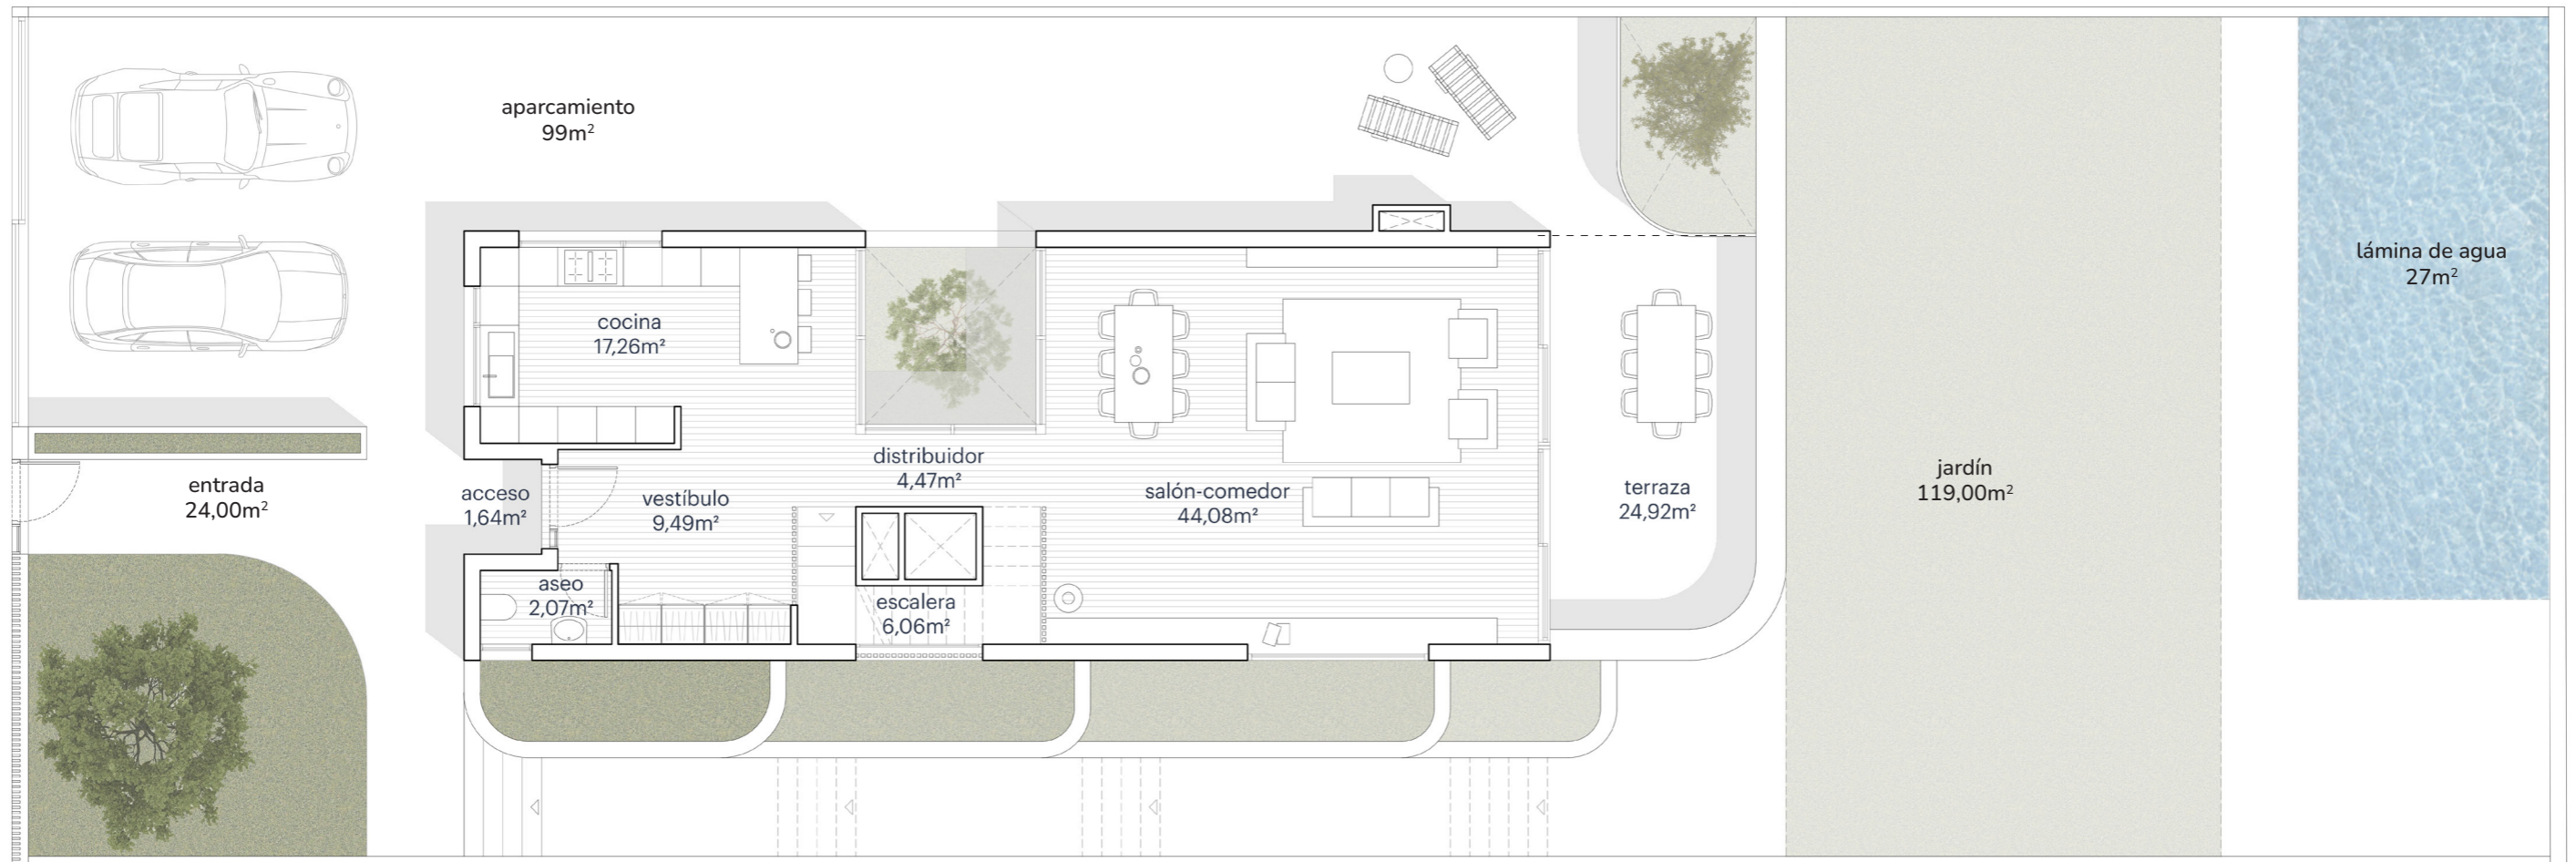 aparcamiento
99m²
lámina de agua
27m²
cocina
17,26m²
distribuidor
4,47m²
entrada
24,00m²
acceso
1,64m²
vestíbulo
9,49m²
salón-comedor
44,08m²
terraza
24,92m²
jardín
119,00m²
aseo
2,07m²
escalera
6,06m²